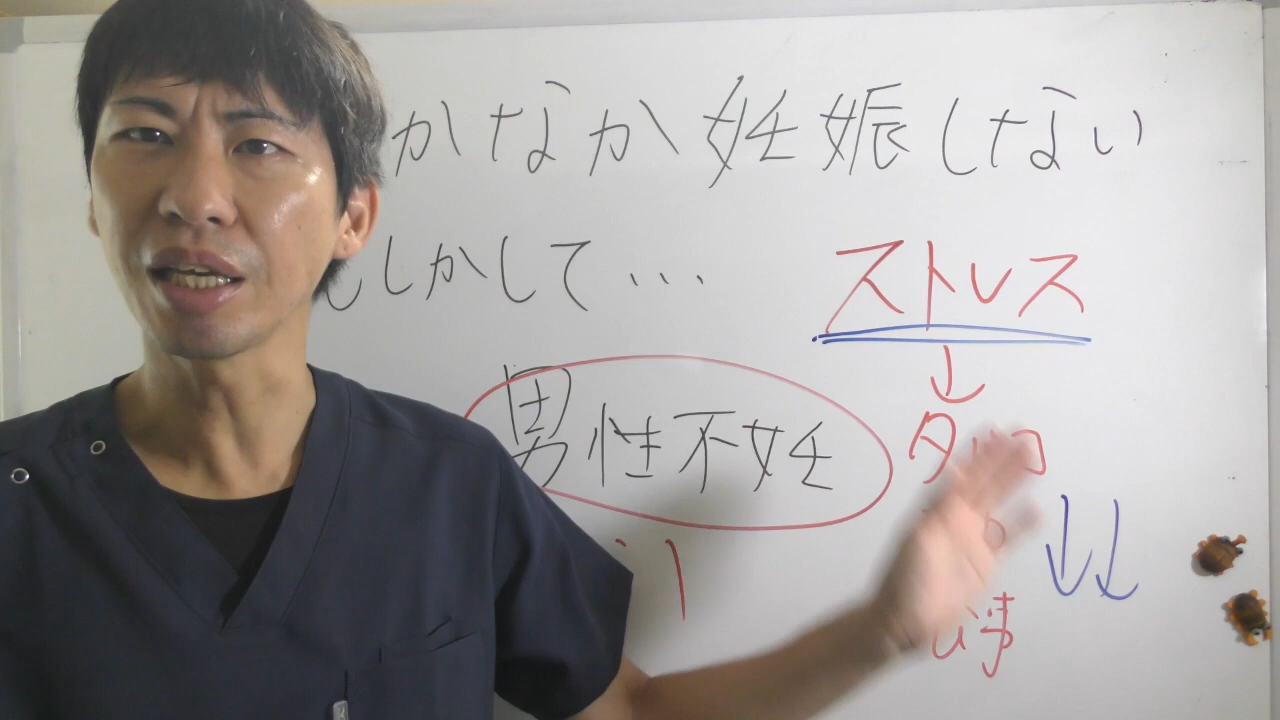 かなか妊娠しない
しかして…
ストレス
↓
男性不妊
↓↓